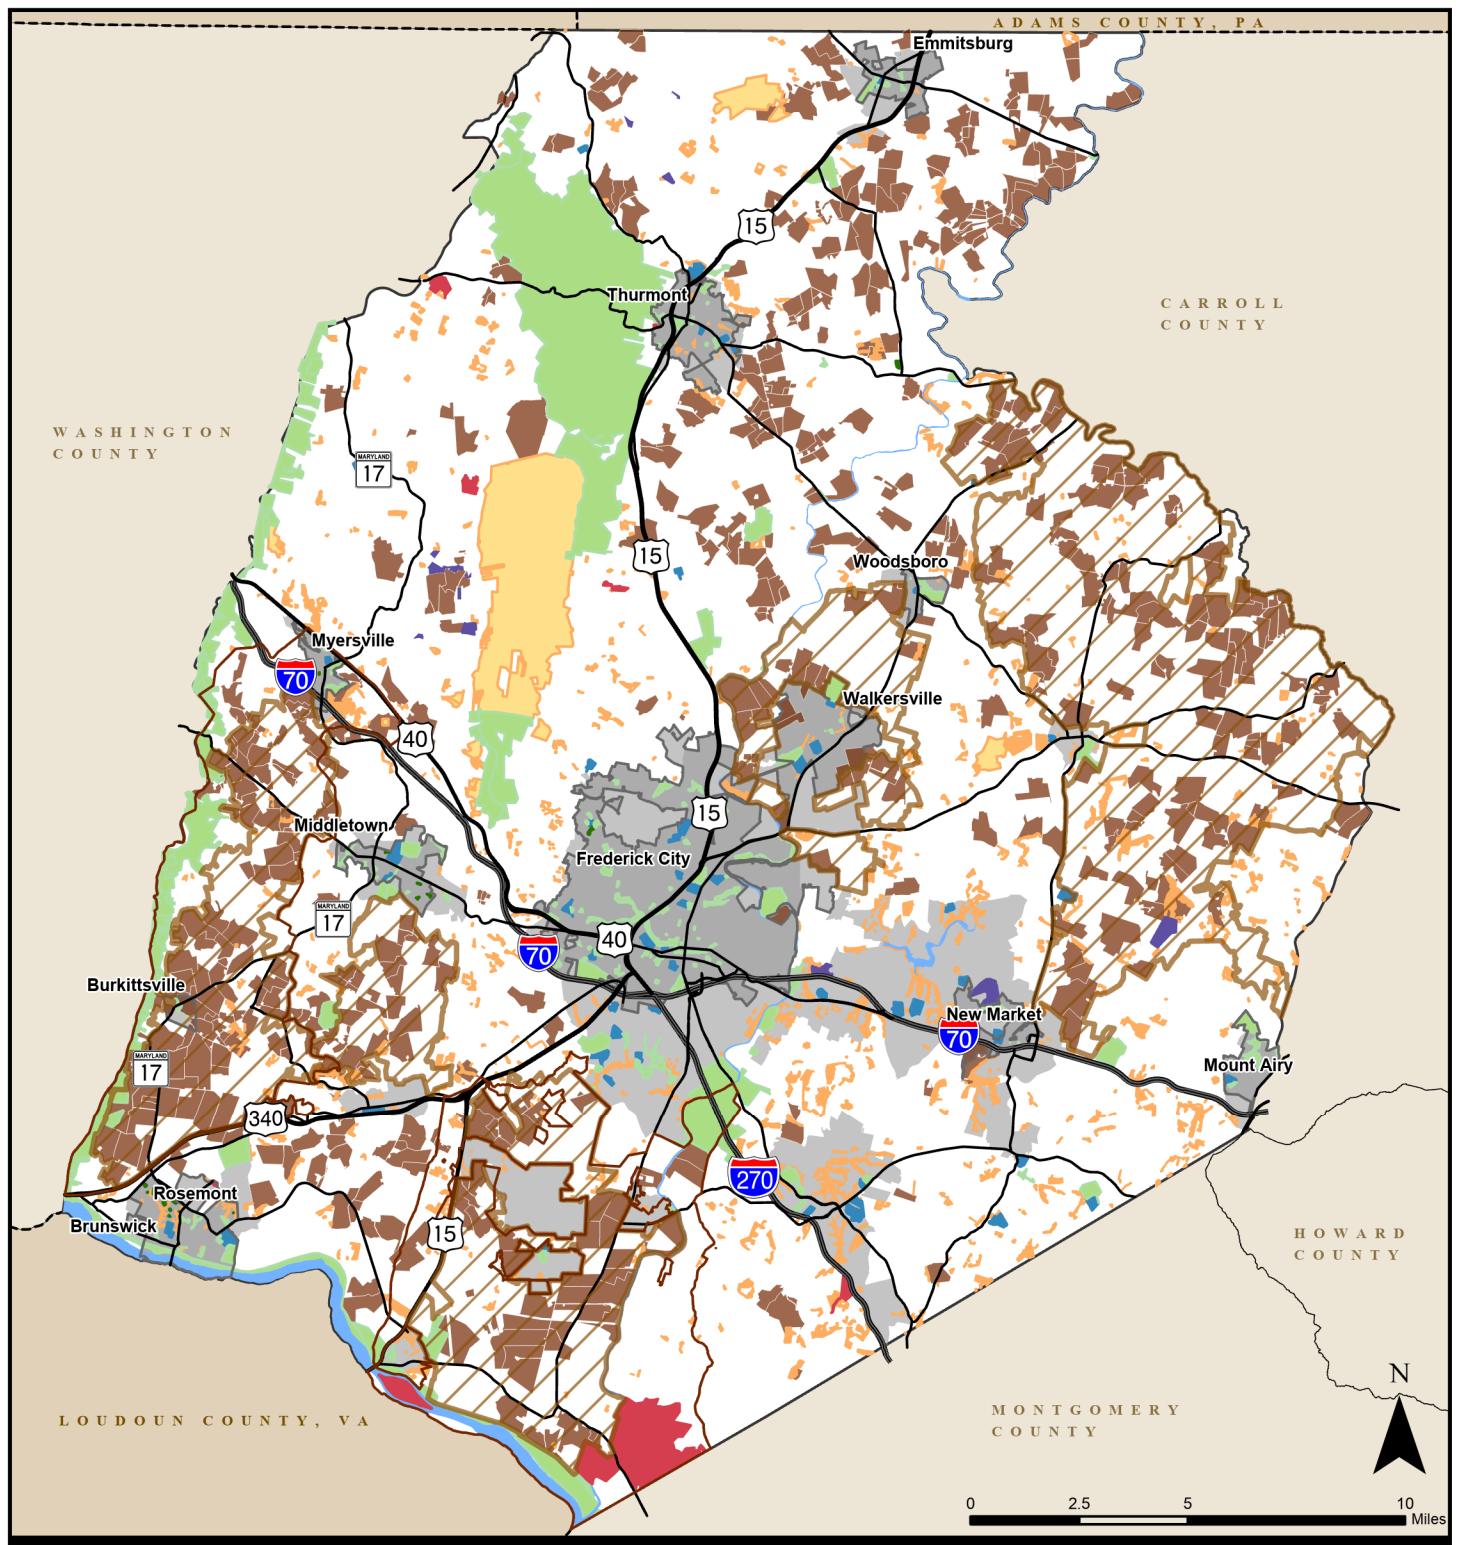 ADAMS COUNTY, PA
Emmitsburg
15
Thurmont
CARROLL
COUNTY
WASHINGTON
COUNTY
MARYLAND
17
15
Woodsboro
Myersville
70
Walkersville
40
15
Middletown
Frederick City
MARYLAND
17
40
70
Burkittsville
New Market
70
MARYLAND
17
Mount Airy
340
270
Rosemont
Brunswick
15
HOWARD
COUNTY
N
LOUDOUN COUNTY, VA
MONTGOMERY
COUNTY
0 2.5 5 10
Miles